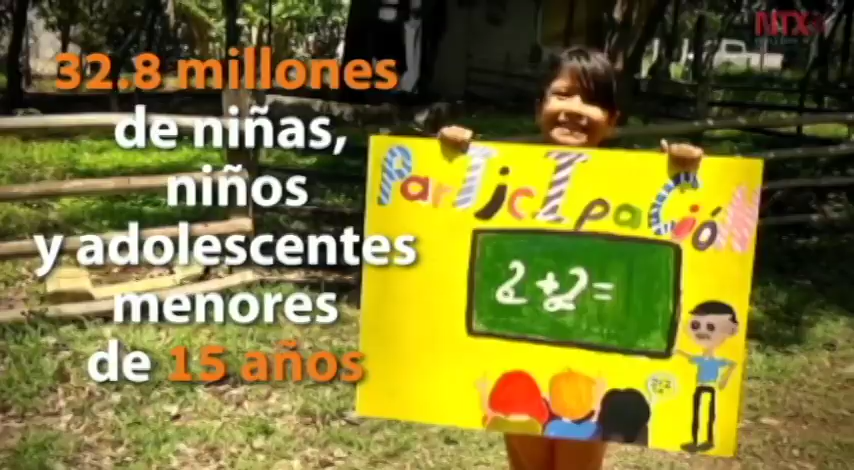 NTX
32.8 millones
de niñas,
niños
y adolescentes
menores
de 15 años
ParTicIpaCióN
2+2=